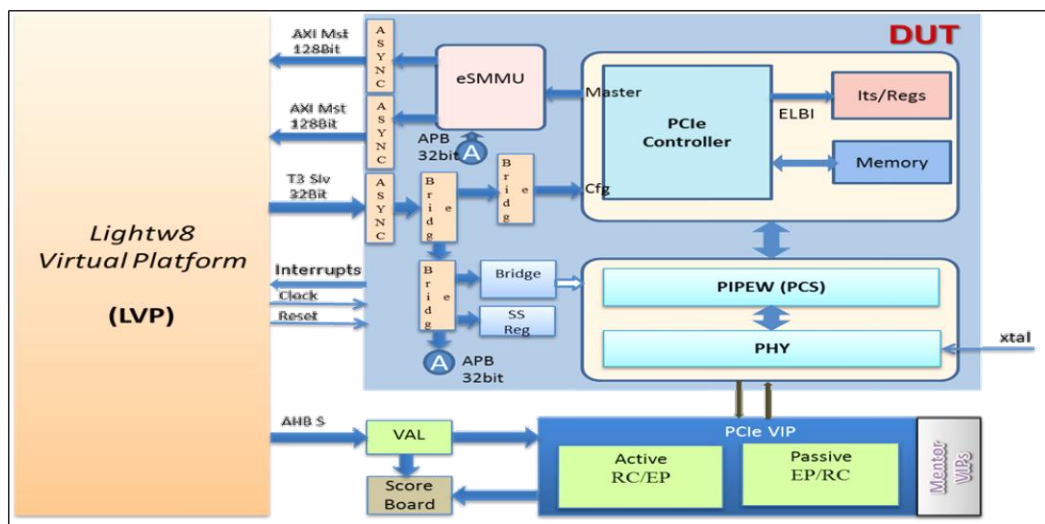 AXI Mst
128Bit
ASYNC
eSMMU
DUT
Master
PCIe
Controller
Its/Regs
ELBI
AXI Mst
128Bit
ASYNC
APB
32bit
A
Memory
T3 Slv
32Bit
ASYNC
Bridge
Bridge
Cfg
Lightw8
Virtual Platform
(LVP)
Interrupts
Clock
Reset
Bridge
Bridge
SS
Reg
A
APB
32bit
PIPEW (PCS)
PHY
xtal
AHB S
VAL
Score
Board
PCIe VIP
Active
RC/EP
Passive
EP/RC
Mentor
VIPs